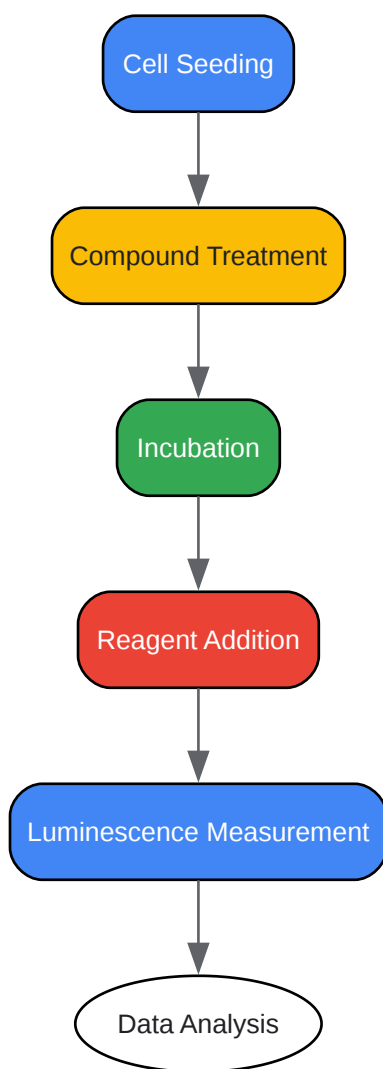 Cell Seeding
Compound Treatment
Incubation
Reagent Addition
Luminescence Measurement
Data Analysis